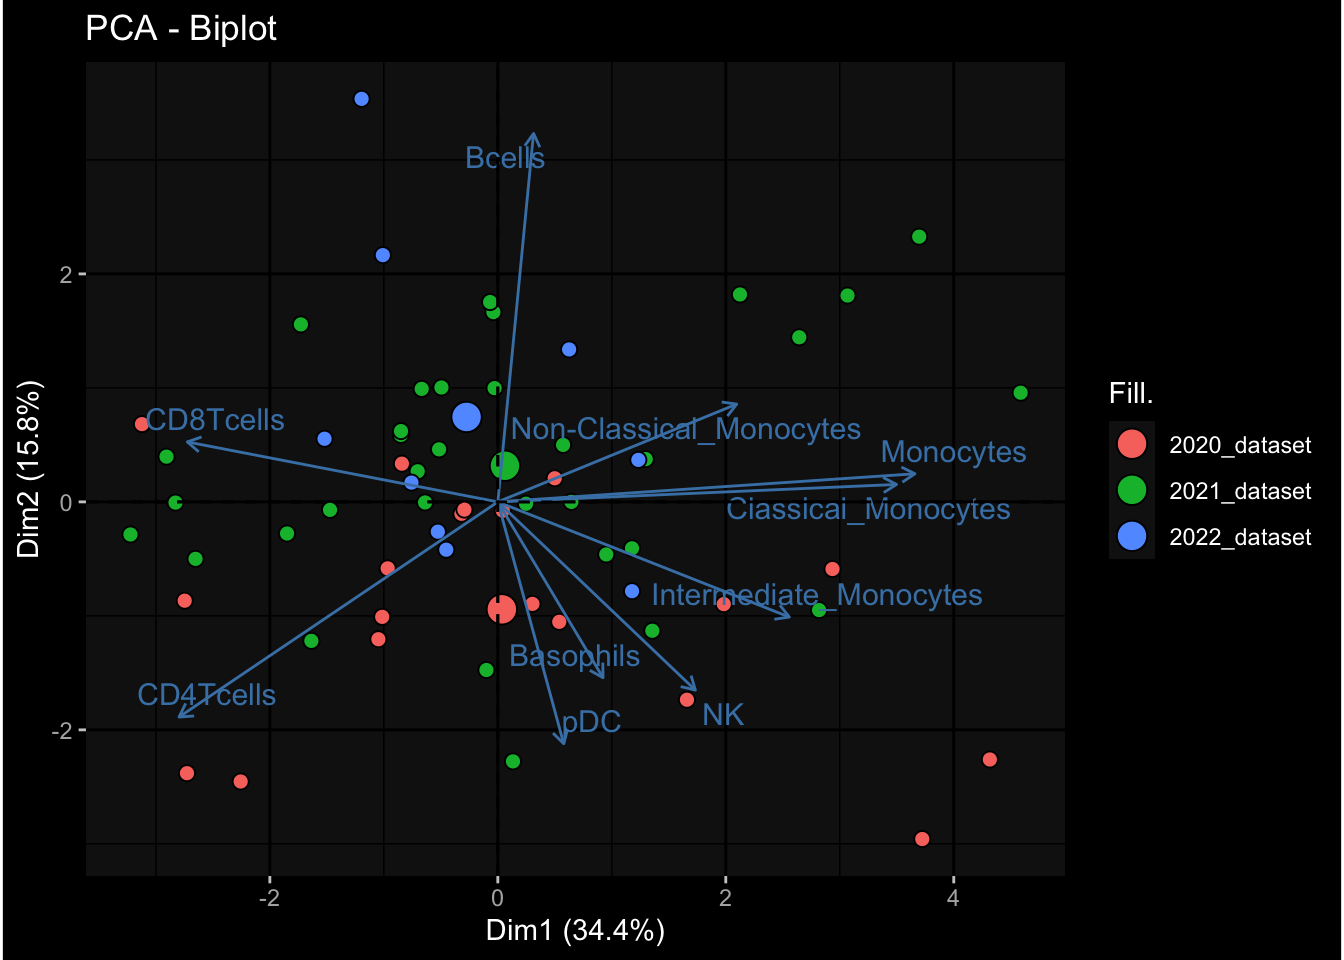 PCA - Biplot
Dim2 (15.8%)
2
0
-2
Bcells
CD8Tcells
Non-Classical_Monocytes
Monocytes
Classical_Monocytes
Intermediate_Monocytes
Basophils
CD4Tcells
pDC
NK
-2
0
2
4
Dim1 (34.4%)
Fill.
2020_dataset
2021_dataset
2022_dataset